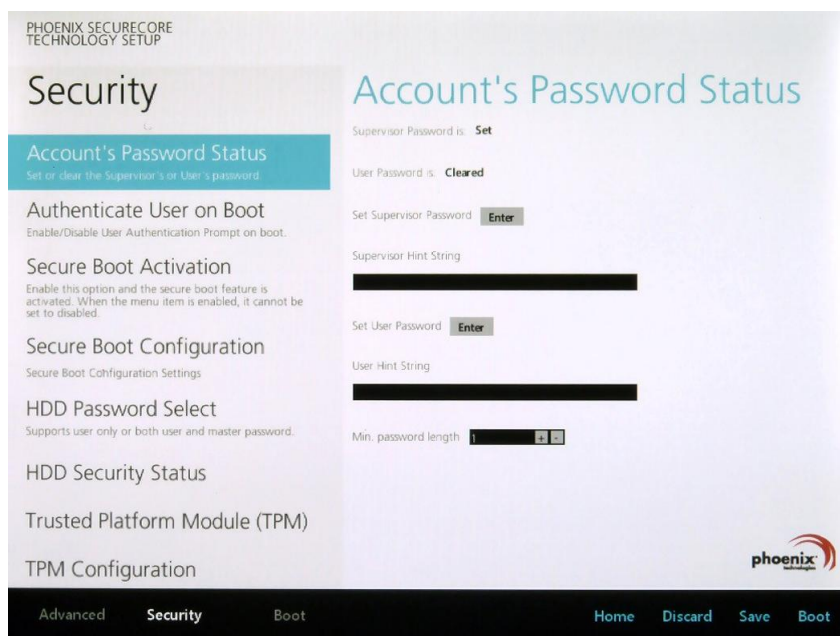 PHOENIX SECURECORE
TECHNOLOGY SETUP
Security
Account's Password Status
Set or clear the Supervisor's or User's password.
Authenticate User on Boot
Enable/Disable User Authentication Prompt on boot.
Secure Boot Activation
Enable this option and the secure boot feature is
activated. When the menu item is enabled, it cannot be
set to disabled.
Secure Boot Configuration
Secure Boot Configuration Settings
HDD Password Select
Supports user only or both user and master password.
HDD Security Status
Trusted Platform Module (TPM)
TPM Configuration
Account's Password Status
Supervisor Password is: Set
User Password is: Cleared
Set Supervisor Password Enter
Supervisor Hint String
Set User Password Enter
User Hint String
Min. password length 1 + -
phoenix
technologies
Advanced Security Boot Home Discard Save Boot